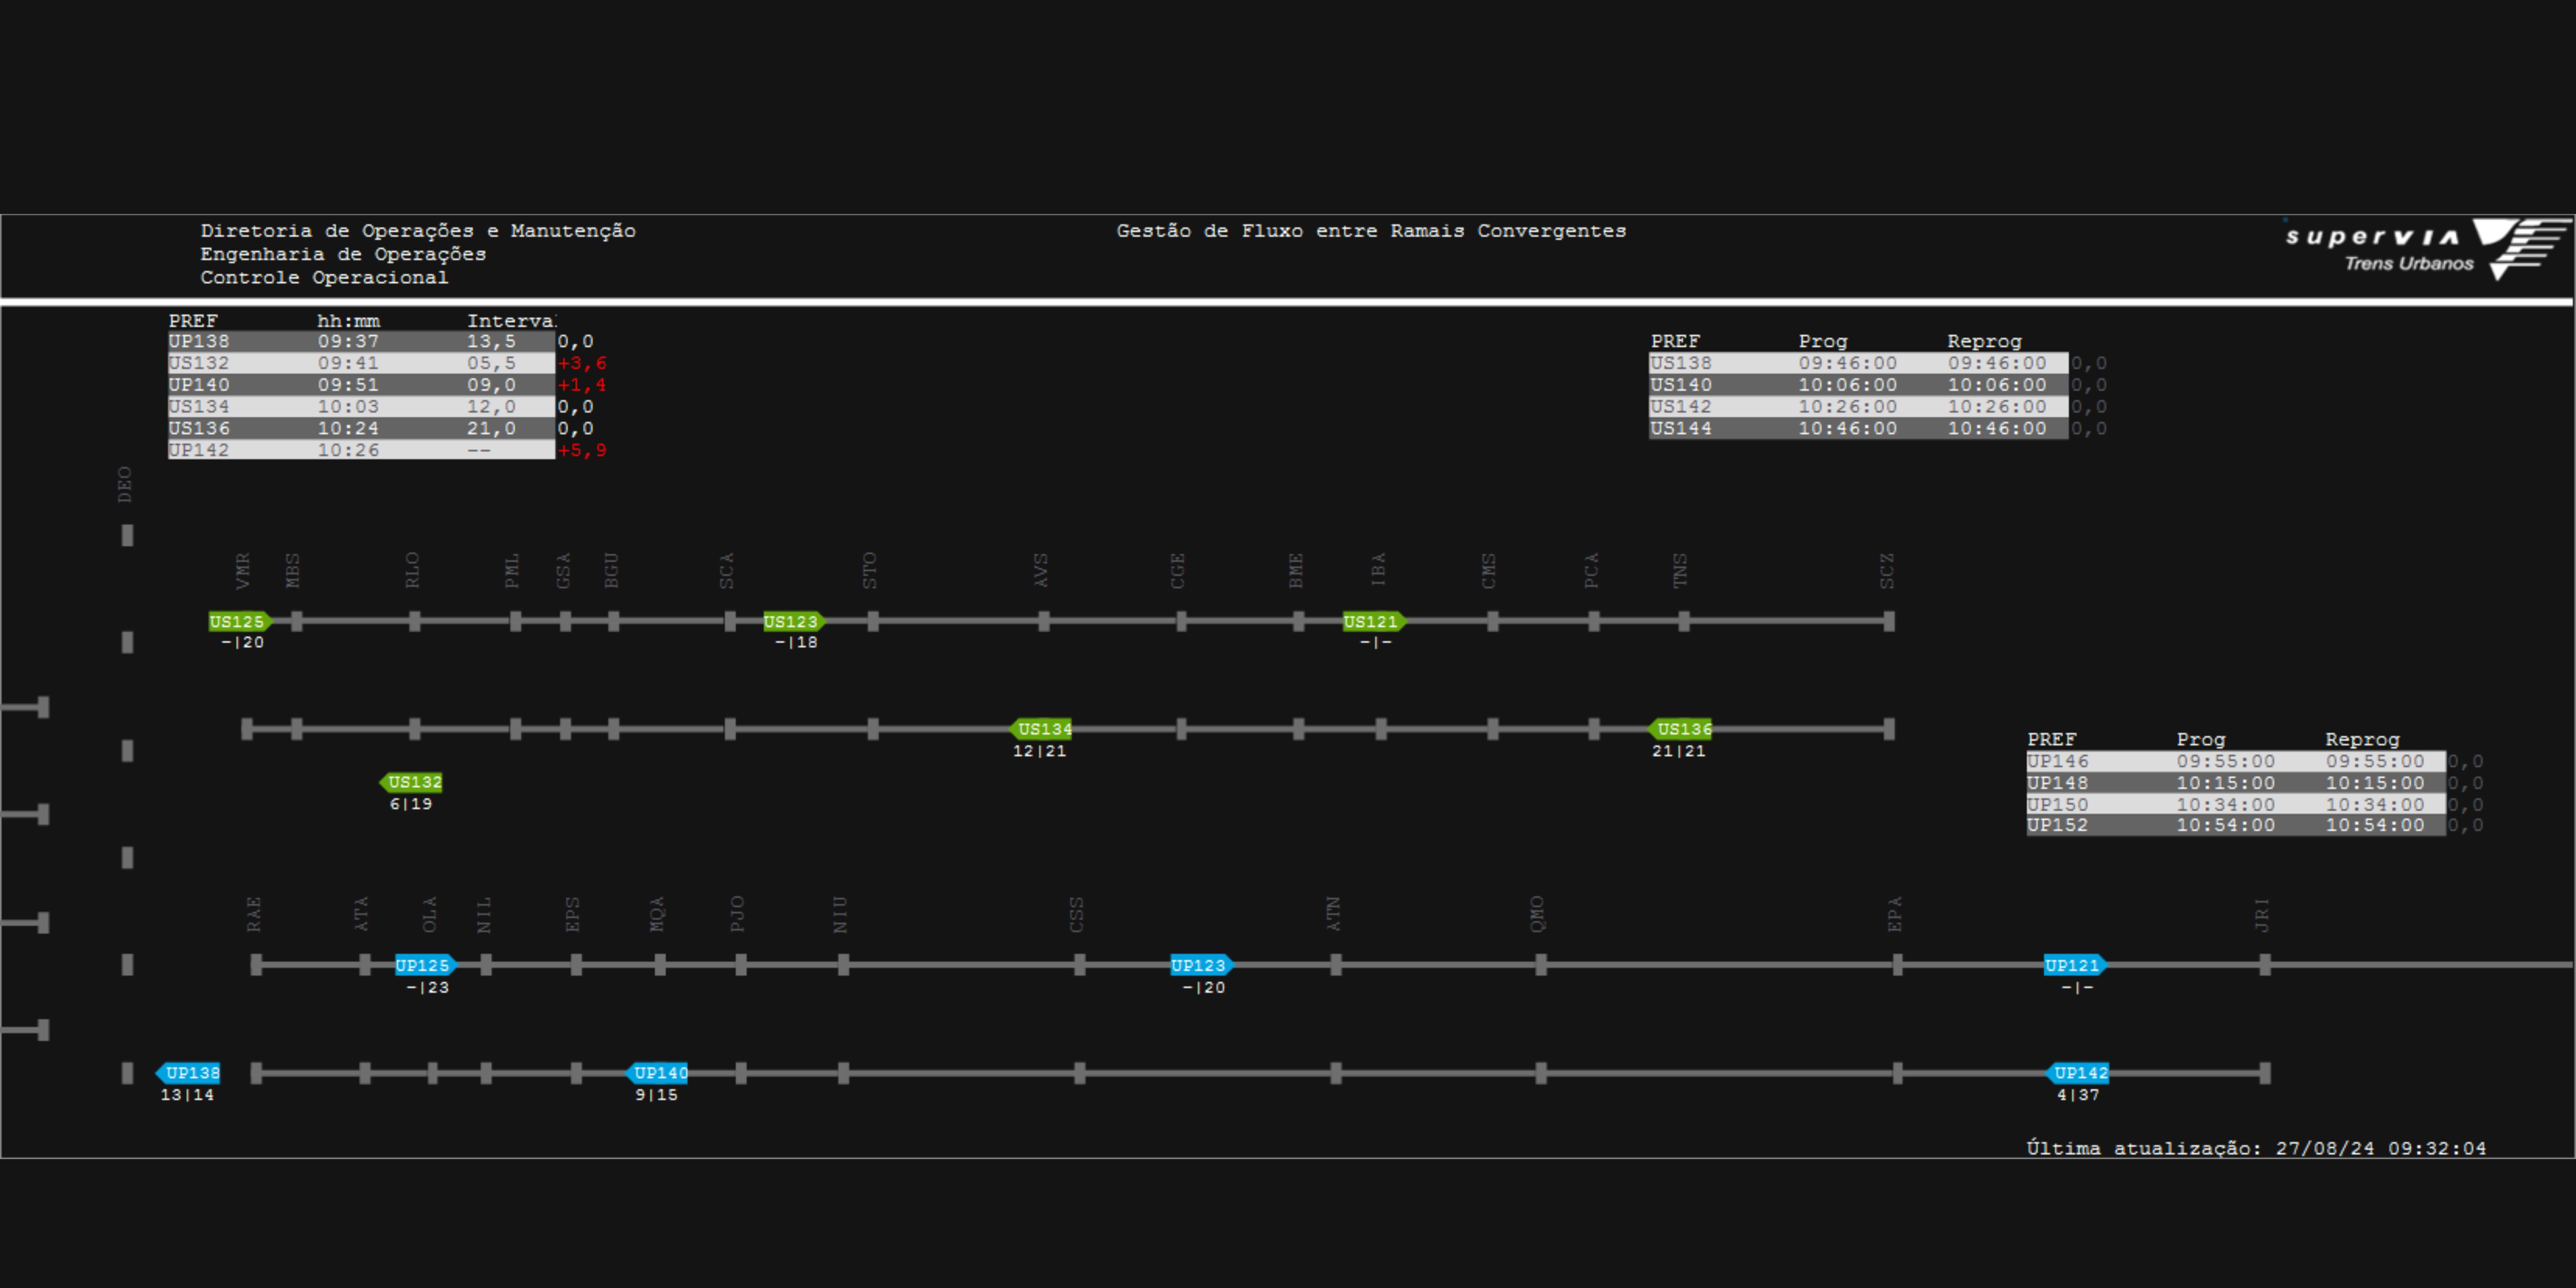 Diretoria de Operações e Manutenção
Engenharia de Operações
Controle Operacional
Gestão de Fluxo entre Ramais Convergentes
superVIA
Trens Urbanos
PREF hh:mm Interva
UP138 09:37 13,5 0,0
US132 09:41 05,5 +3,6
UP140 09:51 09,0 +1,4
US134 10:03 12,0 0,0
US136 10:24 21,0 0,0
UP142 10:26 -- +5,9
PREF Prog Reprog
US138 09:46:00 09:46:00 0,0
US140 10:06:00 10:06:00 0,0
US142 10:26:00 10:26:00 0,0
US144 10:46:00 10:46:00 0,0
DEO
VMR MBS RLO PML GSA BGU SCA STO AVS CGE BME IBA CMS PCA TNS SCZ
US125 US123 US121
-|20 -|18 -|-
US134 US136
12|21 21|21
US132
6|19
PREF Prog Reprog
UP146 09:55:00 09:55:00 0,0
UP148 10:15:00 10:15:00 0,0
UP150 10:34:00 10:34:00 0,0
UP152 10:54:00 10:54:00 0,0
RAE ATA OLA NIL EPS MQA PJO NIU CSS ATN QMO EPA JRI
UP125 UP123 UP121
-|23 -|20 -|-
UP138 UP140 UP142
13|14 9|15 4|37
Última atualização: 27/08/24 09:32:04